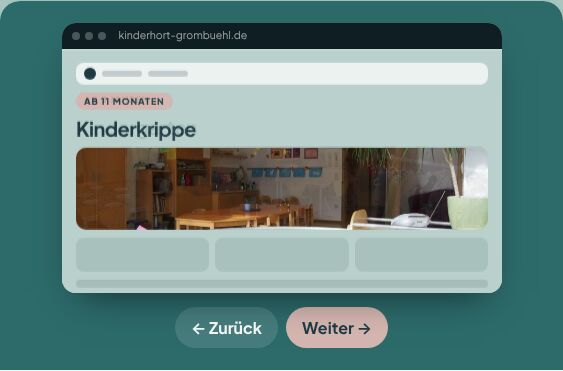 kinderhort-grombuehl.de
AB 11 MONATEN
Kinderkrippe
← Zurück
Weiter →